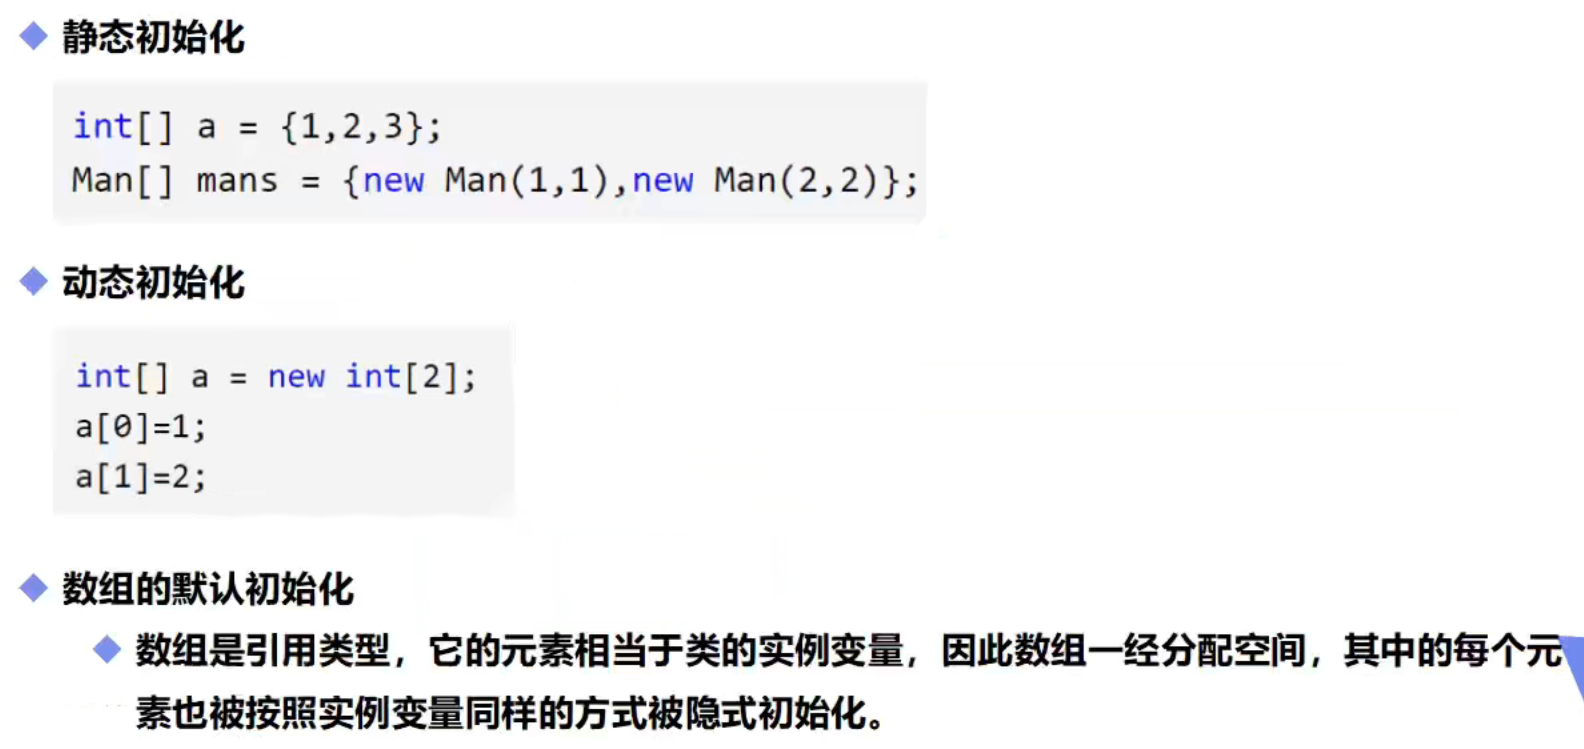 静态初始化
int[] a = {1,2,3};
Man[] mans = {new Man(1,1),new Man(2,2)};
动态初始化
int[] a = new int[2];
a[0]=1;
a[1]=2;
数组的默认初始化
数组是引用类型，它的元素相当于类的实例变量，因此数组一经分配空间，其中的每个元
素也被按照实例变量同样的方式被隐式初始化。